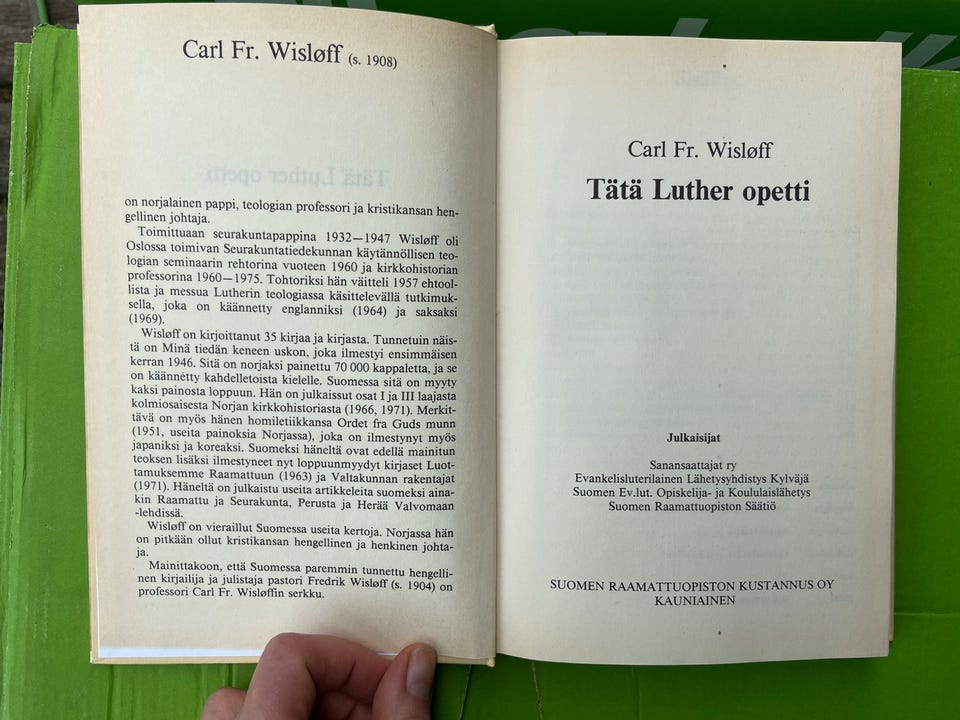 Carl Fr. Wisløff (s. 1908)
on norjalainen pappi, teologian professori ja kristikansan hen-
gellinen johtaja.
Toimittuaan seurakuntapappina 1932—1947 Wisløff oli
Oslossa toimivan Seurakuntatiedekunnan käytännöllisen teo-
logian seminaarin rehtorina vuoteen 1960 ja kirkkohistorian
professorina 1960—1975. Tohtoriksi hän väitteli 1957 ehtool-
lista ja messua Lutherin teologiassa käsittelevällä tutkimuk-
sella, joka on käännetty englanniksi (1964) ja saksaksi
(1969).
Wisløff on kirjoittanut 35 kirjaa ja kirjasta. Tunnetuin näis-
tä on Minä tiedän keneen uskon, joka ilmestyi ensimmäisen
kerran 1946. Sitä on norjaksi painettu 70 000 kappaletta, ja se
on käännetty kahdelletoista kielelle. Suomessa sitä on myyty
kaksi painosta loppuun. Hän on julkaissut osat I ja III laajasta
kolmiosaisesta Norjan kirkkohistoriasta (1966, 1971). Merkit-
tävä on myös hänen homiletiikkansa Ordet fra Guds munn
(1951, useita painoksia Norjassa), joka on ilmestynyt myös
japaniksi ja koreaksi. Suomeksi häneltä ovat edellä mainitun
teoksen lisäksi ilmestyneet nyt loppuunmyydyt kirjaset Luot-
tamuksemme Raamattuun (1963) ja Valtakunnan rakentajat
(1971). Häneltä on julkaistu useita artikkeleita suomeksi aina-
kin Raamattu ja Seurakunta, Perusta ja Herää Valvomaan
-lehdissä.
Wisløff on vieraillut Suomessa useita kertoja. Norjassa hän
on pitkään ollut kristikansan hengellinen ja henkinen johta-
ja.
Mainittakoon, että Suomessa paremmin tunnettu hengelli-
nen kirjailija ja julistaja pastori Fredrik Wisløff (s. 1904) on
professori Carl Fr. Wisløffin serkku.
Carl Fr. Wisløff
Tätä Luther opetti
Julkaisijat
Sanansaattajat ry
Evankelisluterilainen Lähetysyhdistys Kylväjä
Suomen Ev.lut. Opiskelija- ja Koululaislähetys
Suomen Raamattuopiston Säätiö
SUOMEN RAAMATTUOPISTON KUSTANNUS OY
KAUNIAINEN